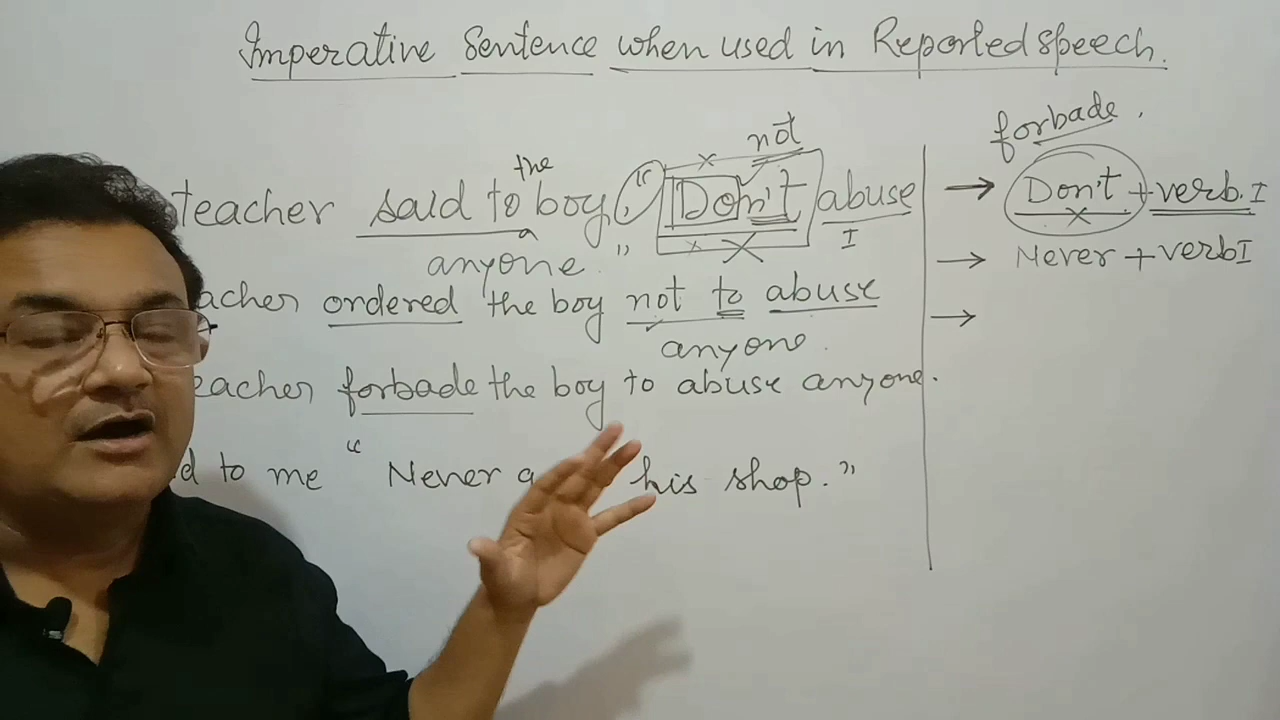 Imperative Sentence when used in Reported speech.
the not
teacher said to boy, " Don't abuse
I
anyone."
acher ordered the boy not to abuse
anyone.
eacher forbade the boy to abuse anyone.
d to me " Never his shop."
forbade.
→ Don't + verb.I
→ Never + verbI
→